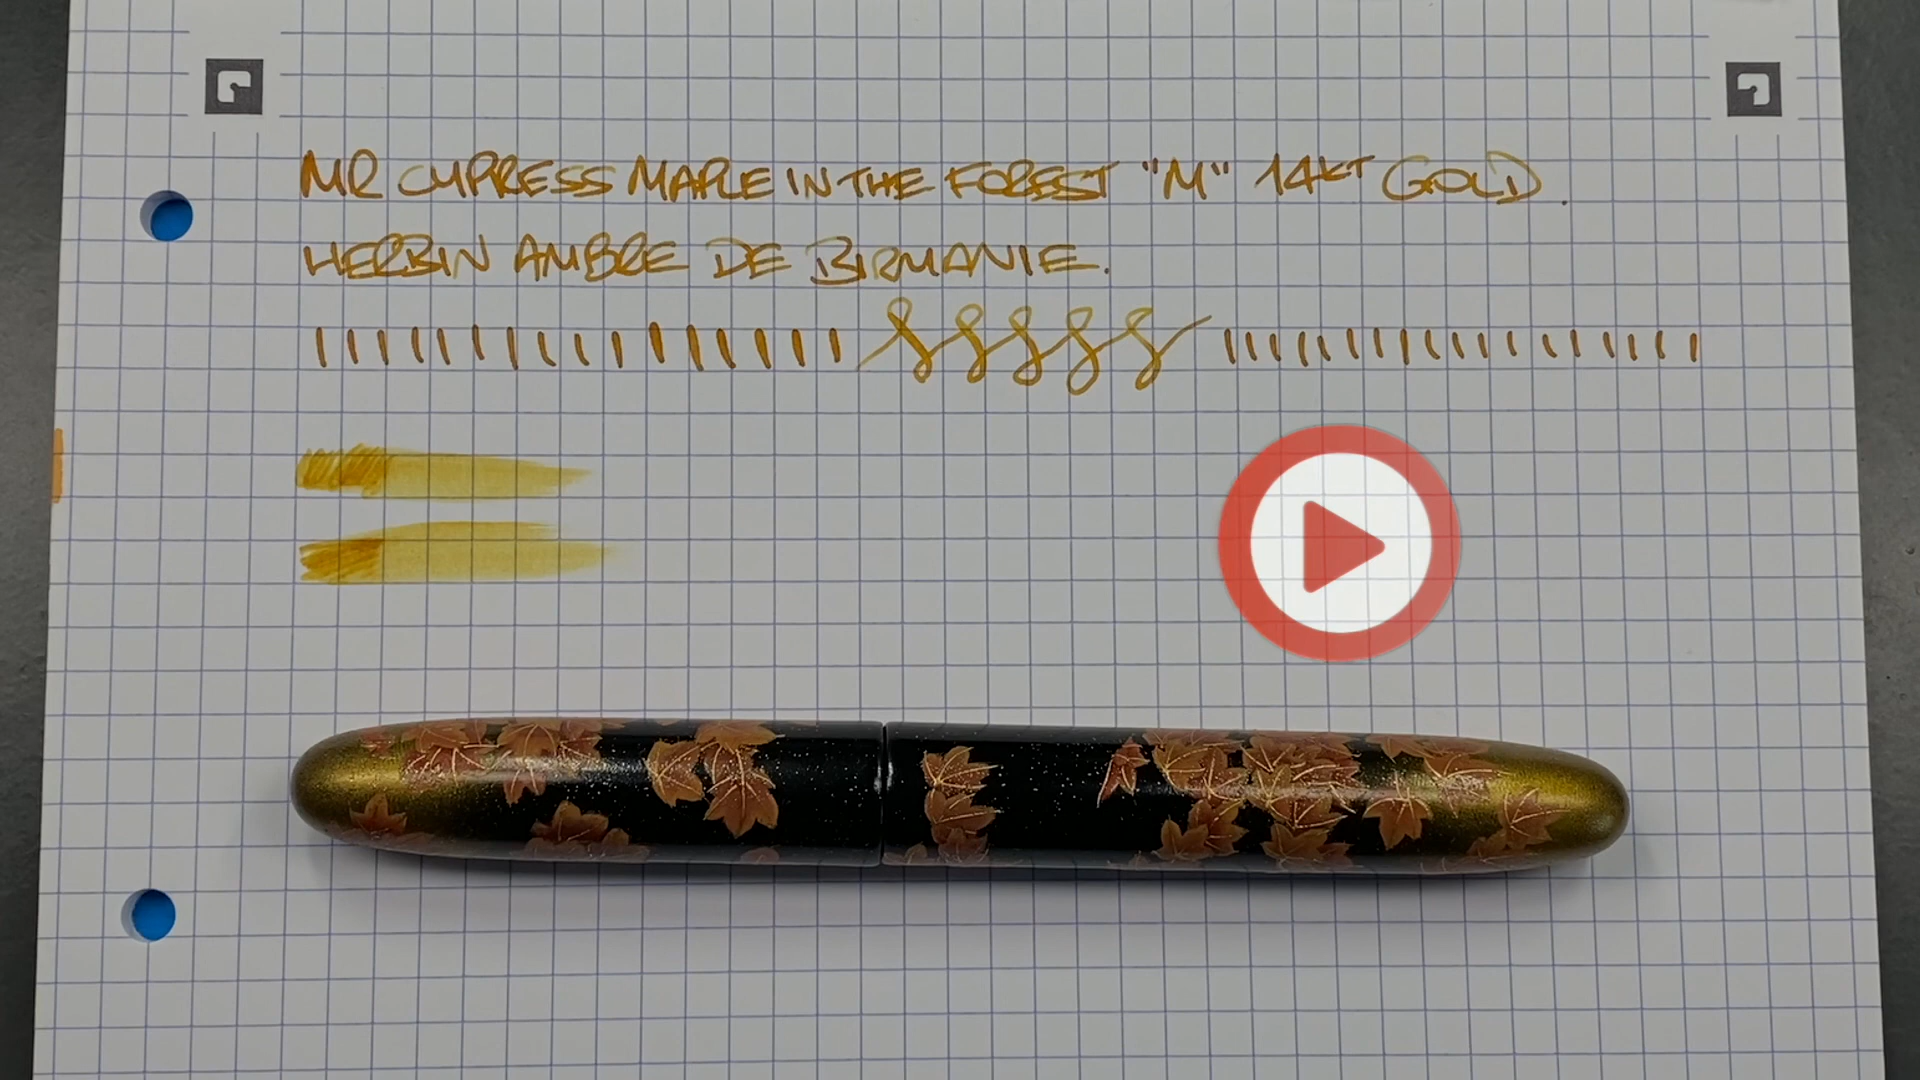 MR CYPRESS MAPLE IN THE FOREST "M" 14KT GOLD.
HERBIN AMBRE DE BIRMANIE.